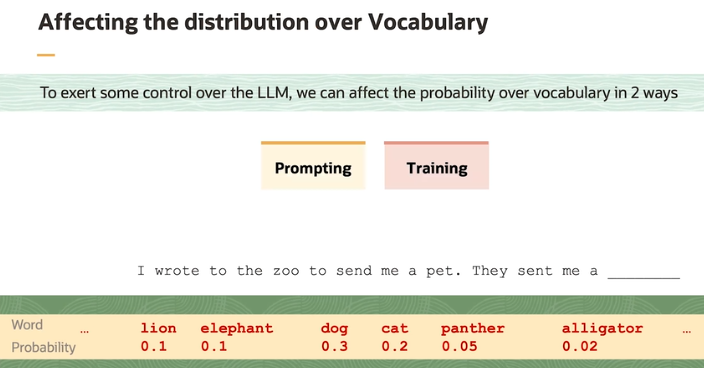 Affecting the distribution over Vocabulary
To exert some control over the LLM, we can affect the probability over vocabulary in 2 ways
Prompting Training
I wrote to the zoo to send me a pet. They sent me a ________
Word … lion elephant dog cat panther alligator …
Probability 0.1 0.1 0.3 0.2 0.05 0.02